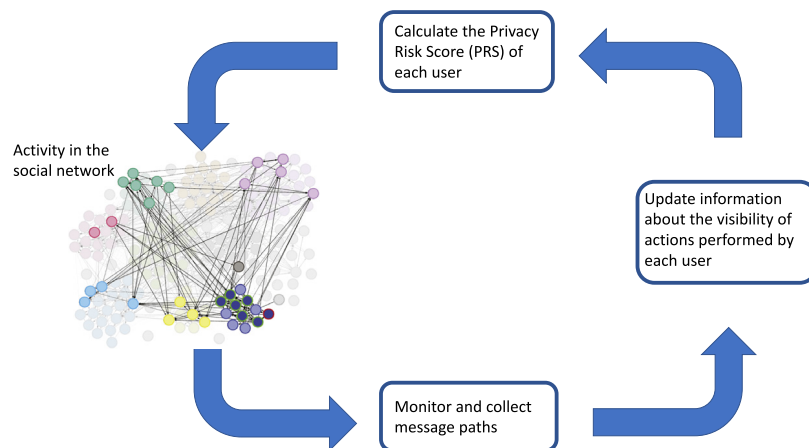 Calculate the Privacy
Risk Score (PRS) of
each user
Activity in the
social network
Update information
about the visibility of
actions performed by
each user
Monitor and collect
message paths